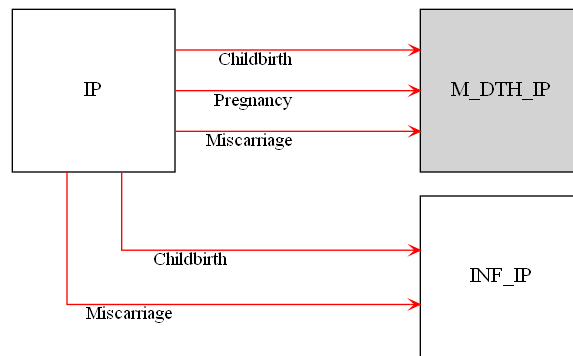 IP
Childbirth
Pregnancy
Miscarriage
M_DTH_IP
Childbirth
Miscarriage
INF_IP